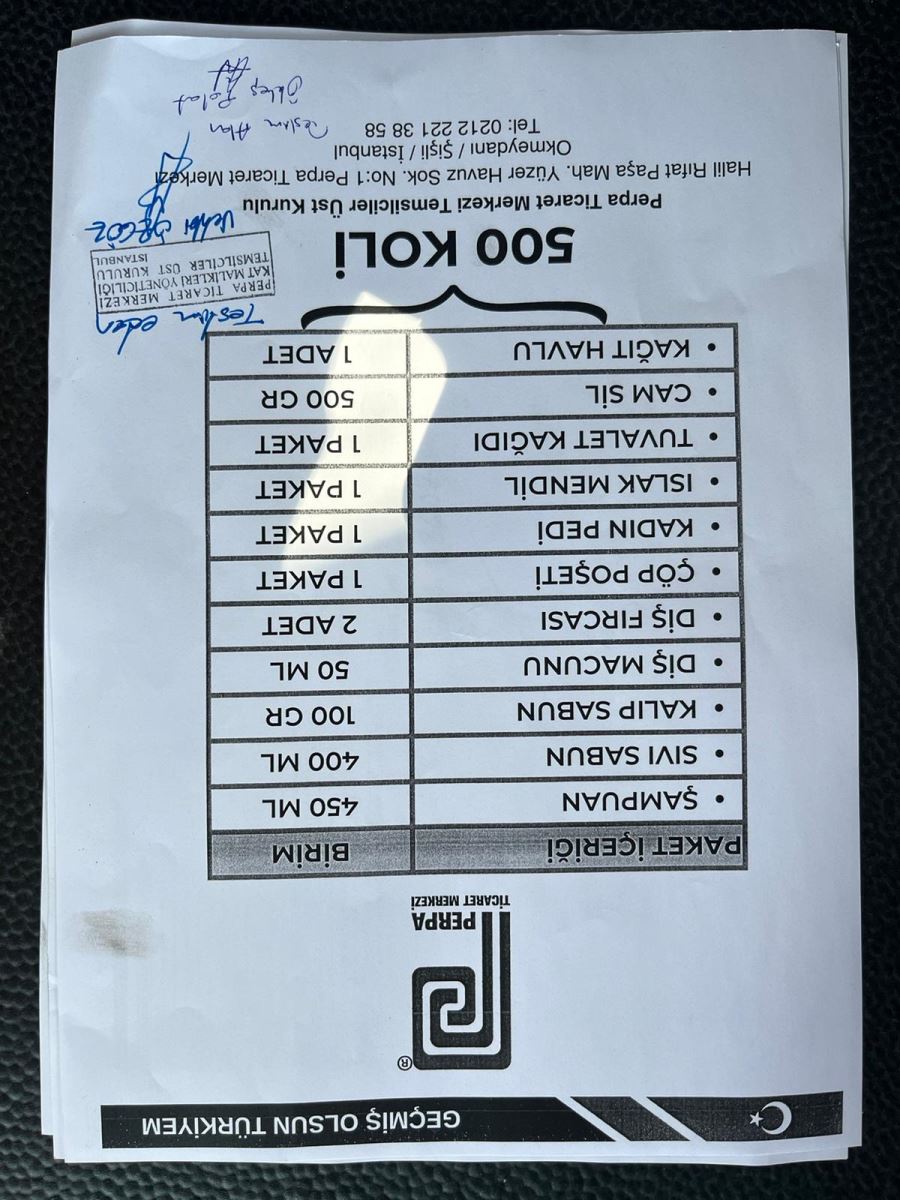 GEÇMİŞ OLSUN TÜRKİYEM
®
PERPA
TİCARET MERKEZİ
PAKET İÇERİĞİ BİRİM
• ŞAMPUAN 450 ML
• SIVI SABUN 400 ML
• KALIP SABUN 100 GR
• DİŞ MACUNU 50 ML
• DİŞ FIRCASI 2 ADET
• ÇÖP POŞETİ 1 PAKET
• KADIN PEDİ 1 PAKET
• ISLAK MENDİL 1 PAKET
• TUVALET KAĞIDI 1 PAKET
• CAM SİL 500 GR
• KAĞIT HAVLU 1 ADET
500 KOLİ
Perpa Ticaret Merkezi Temsilciler Üst Kurulu
Halil Rıfat Paşa Mah. Yüzer Havuz Sok. No:1 Perpa Ticaret Merkezi
Okmeydanı / Şişli / İstanbul
Tel: 0212 221 38 58
Teslim eden
PERPA TİCARET MERKEZİ
KAT MALİKLERİ YÖNETİCİLİĞİ
TEMSİLCİLER ÜST KURULU
İSTANBUL
Vehbi
Teslim Alan
Polat